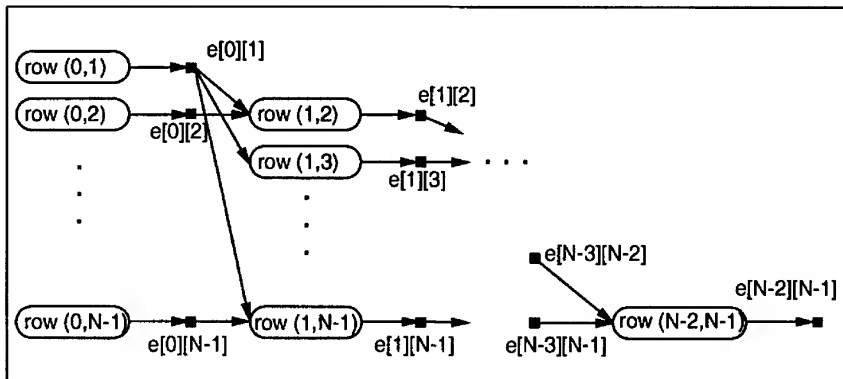 e[0][1]
row (0,1)
e[1][2]
row (0,2)
e[0][2]
row (1,2)
row (1,3)
e[1][3]
e[N-3][N-2]
e[N-2][N-1]
row (0,N-1)
e[0][N-1]
row (1,N-1)
e[1][N-1]
e[N-3][N-1]
row (N-2,N-1)